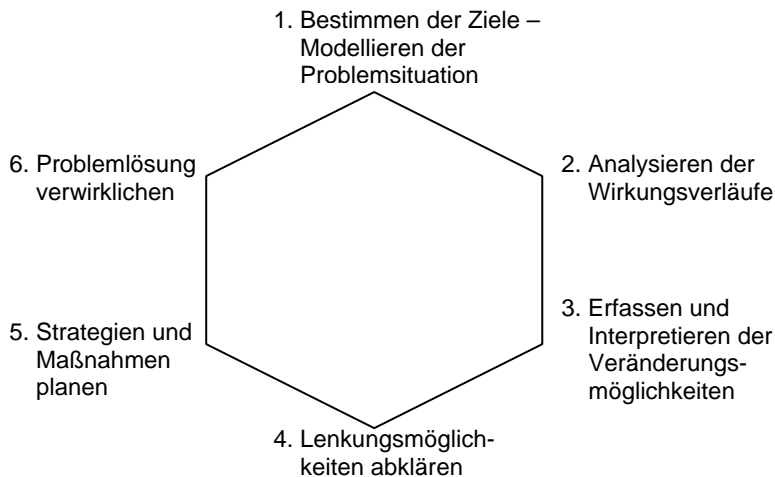 1. Bestimmen der Ziele –
Modellieren der
Problemsituation
2. Analysieren der
Wirkungsverläufe
3. Erfassen und
Interpretieren der
Veränderungs-
möglichkeiten
4. Lenkungsmöglich-
keiten abklären
5. Strategien und
Maßnahmen
planen
6. Problemlösung
verwirklichen